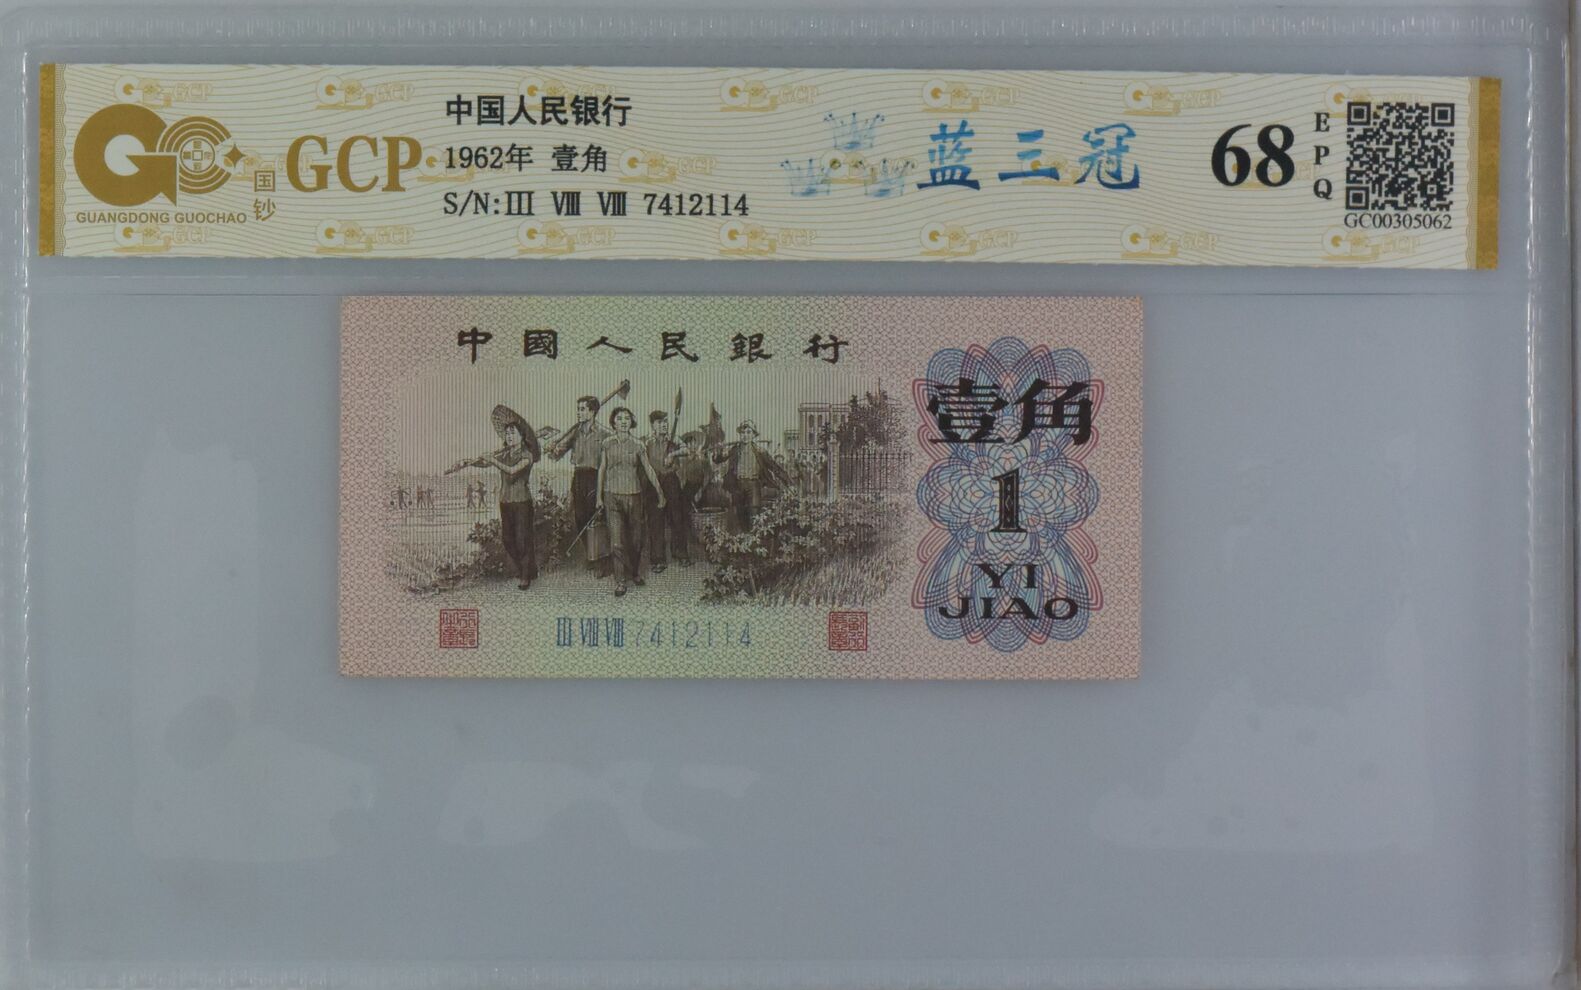 GCP
国钞
GUANGDONG GUOCHAO
中国人民银行
1962年 壹角
S/N:III VIII VIII 7412114
蓝三冠
68
EPQ
GC00305062
中國人民銀行
壹角
1
YI
JIAO
III VIII VIII 7412114